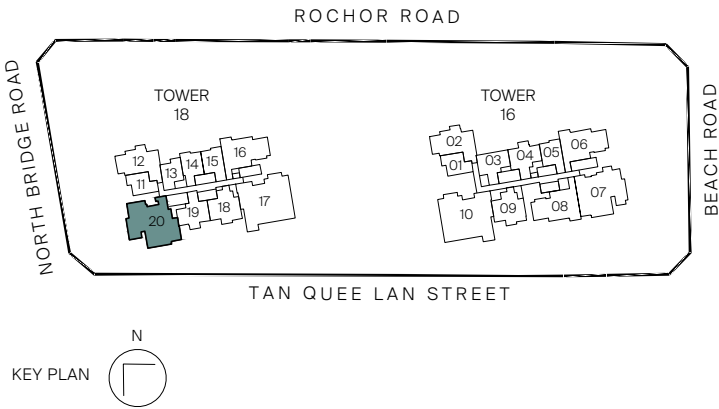 ROCHOR ROAD
NORTH BRIDGE ROAD
BEACH ROAD
TOWER
18
12
11
13
14
15
16
20
19
18
17
TOWER
16
02
01
03
04
05
06
10
09
08
07
TAN QUEE LAN STREET
N
KEY PLAN